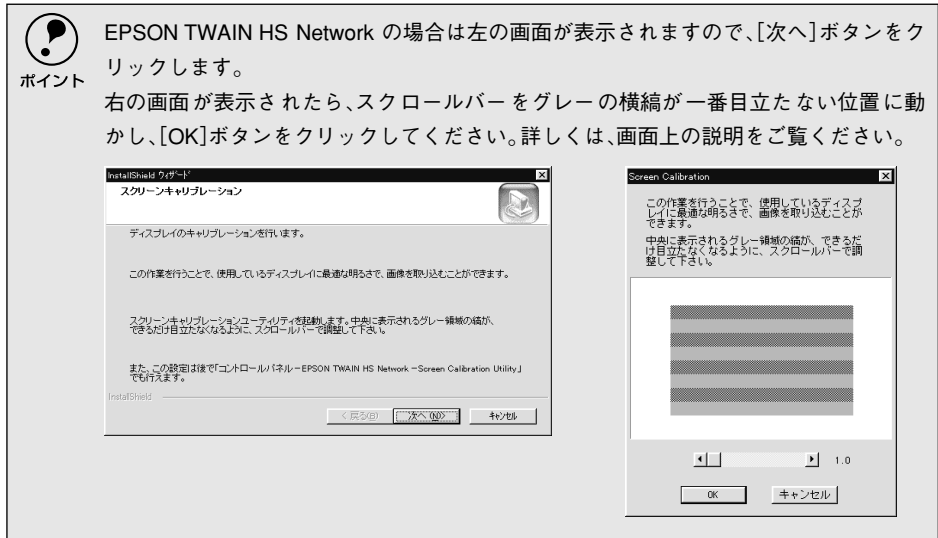 EPSON TWAIN HS Network の場合は左の画面が表示されますので、[次へ]ボタンをク
リックします。
ポイント
右の画面が表示されたら、スクロールバーをグレーの横縞が一番目立たない位置に動
かし、[OK]ボタンをクリックしてください。詳しくは、画面上の説明をご覧ください。
InstallShield ウィザード
スクリーンキャリブレーション
ディスプレイのキャリブレーションを行います。
この作業を行うことで、使用しているディスプレイに最適な明るさで、画像を取り込むことができます。
スクリーンキャリブレーションユーティリティを起動します。中央に表示されるグレー領域の縞が、
できるだけ目立たなくなるように、スクロールバーで調整して下さい。
また、この設定は後で「コントロールパネル－EPSON TWAIN HS Network －Screen Calibration Utility」
でも行えます。
InstallShield
< 戻る(B)
次へ (N)>
キャンセル
Screen Calibration
この作業を行うことで、使用しているディスプ
レイに最適な明るさで、画像を取り込むことが
できます。
中央に表示されるグレー領域の縞が、できるだ
け目立たなくなるように、スクロールバーで調
整して下さい。
1.0
OK
キャンセル